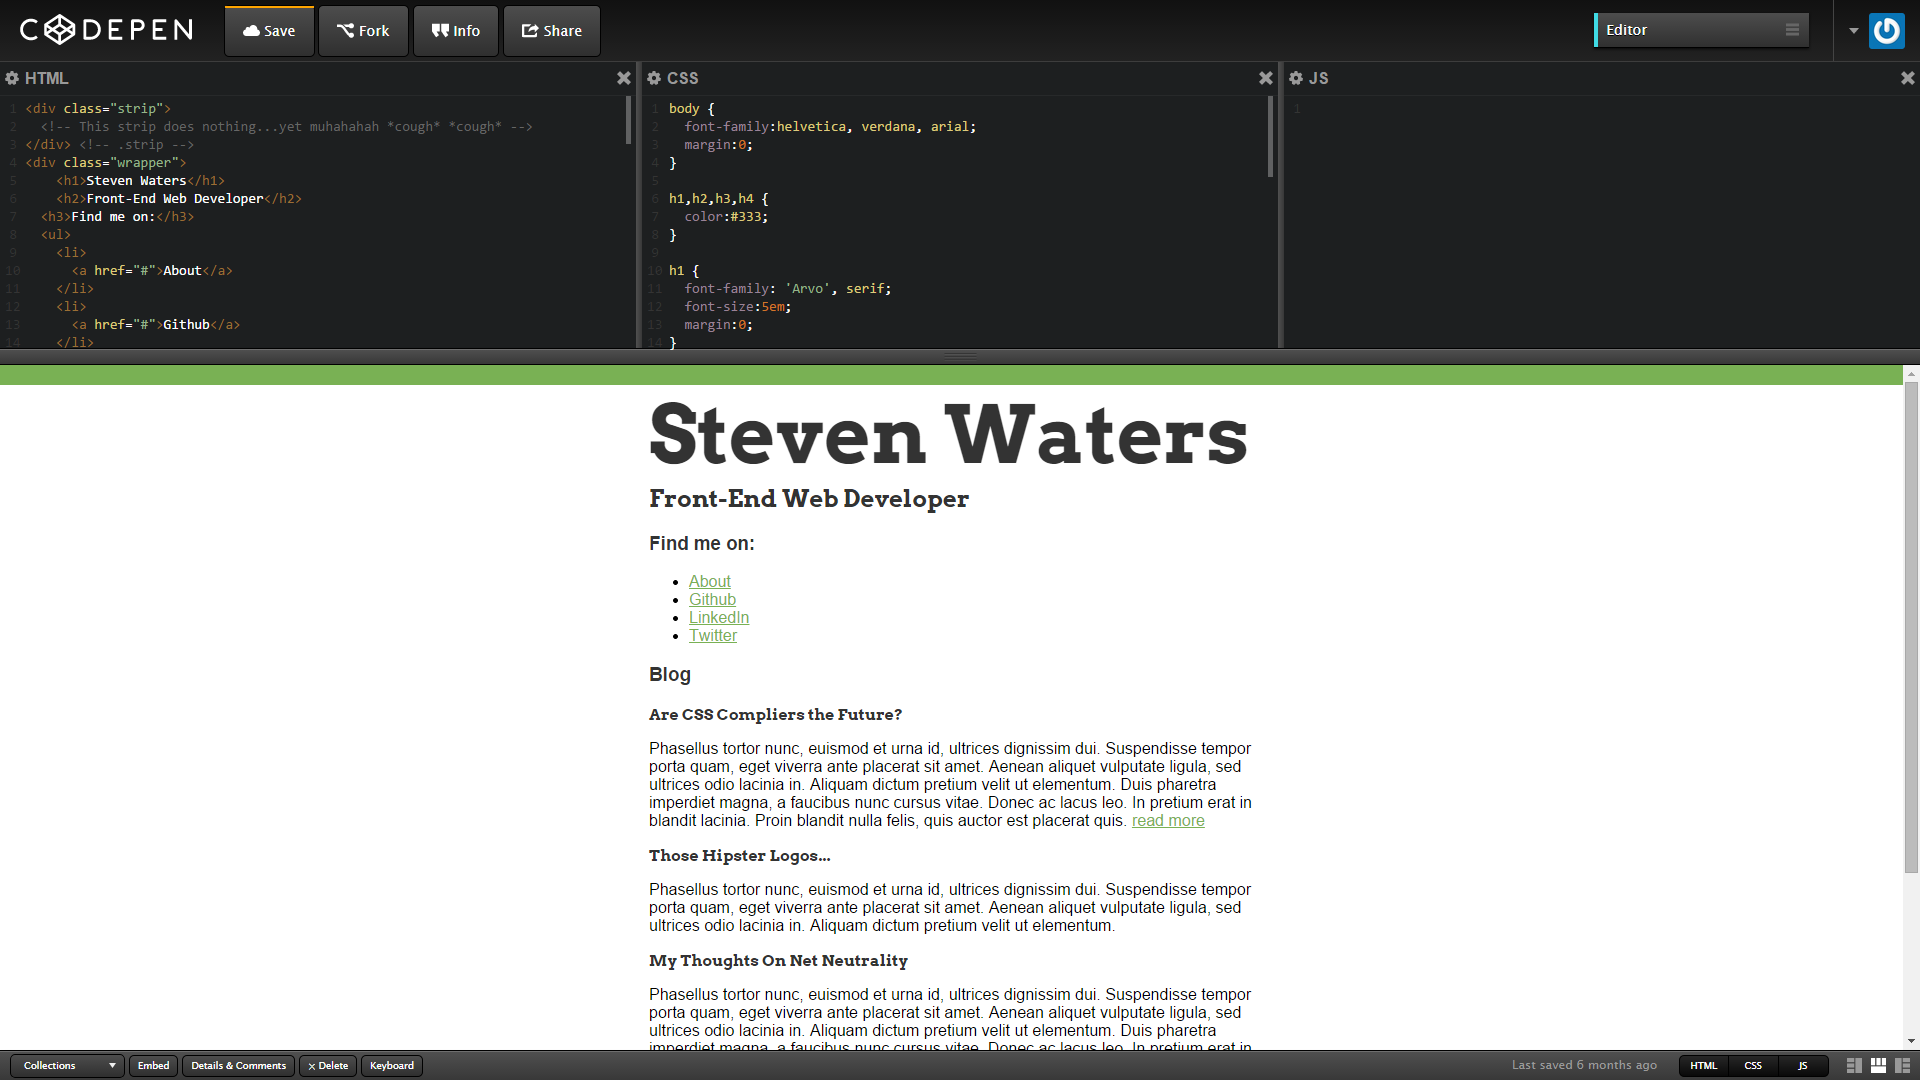 CODEPEN Save Fork Info Share Editor
HTML
1 <div class="strip">
2 <!-- This strip does nothing...yet muhahahah *cough* *cough* -->
3 </div> <!-- .strip -->
4 <div class="wrapper">
5 <h1>Steven Waters</h1>
6 <h2>Front-End Web Developer</h2>
7 <h3>Find me on:</h3>
8 <ul>
9 <li>
10 <a href="#">About</a>
11 </li>
12 <li>
13 <a href="#">Github</a>
14 </li>
CSS
1 body {
2 font-family:helvetica, verdana, arial;
3 margin:0;
4 }
5
6 h1,h2,h3,h4 {
7 color:#333;
8 }
9
10 h1 {
11 font-family: 'Arvo', serif;
12 font-size:5em;
13 margin:0;
14 }
JS
1
Steven Waters
Front-End Web Developer
Find me on:
• About
• Github
• LinkedIn
• Twitter
Blog
Are CSS Compliers the Future?
Phasellus tortor nunc, euismod et urna id, ultrices dignissim dui. Suspendisse tempor
porta quam, eget viverra ante placerat sit amet. Aenean aliquet vulputate ligula, sed
ultrices odio lacinia in. Aliquam dictum pretium velit ut elementum. Duis pharetra
imperdiet magna, a faucibus nunc cursus vitae. Donec ac lacus leo. In pretium erat in
blandit lacinia. Proin blandit nulla felis, quis auctor est placerat quis. read more
Those Hipster Logos...
Phasellus tortor nunc, euismod et urna id, ultrices dignissim dui. Suspendisse tempor
porta quam, eget viverra ante placerat sit amet. Aenean aliquet vulputate ligula, sed
ultrices odio lacinia in. Aliquam dictum pretium velit ut elementum.
My Thoughts On Net Neutrality
Phasellus tortor nunc, euismod et urna id, ultrices dignissim dui. Suspendisse tempor
porta quam, eget viverra ante placerat sit amet. Aenean aliquet vulputate ligula, sed
ultrices odio lacinia in. Aliquam dictum pretium velit ut elementum. Duis pharetra
imperdiet magna, a faucibus nunc cursus vitae. Donec ac lacus leo. In pretium erat in
Collections Embed Details & Comments × Delete Keyboard Last saved 6 months ago HTML CSS JS